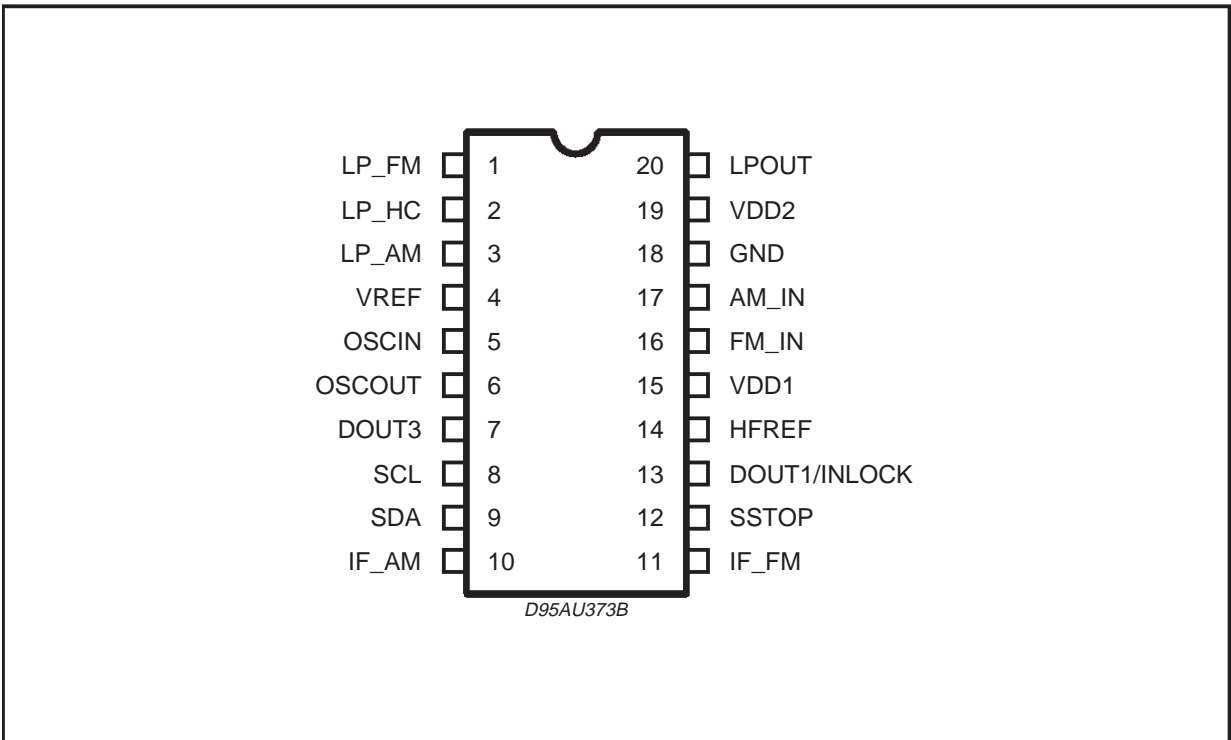 LP_FM 1 20 LPOUT
LP_HC 2 19 VDD2
LP_AM 3 18 GND
VREF 4 17 AM_IN
OSCIN 5 16 FM_IN
OSCOUT 6 15 VDD1
DOUT3 7 14 HFREF
SCL 8 13 DOUT1/INLOCK
SDA 9 12 SSTOP
IF_AM 10 11 IF_FM
D95AU373B